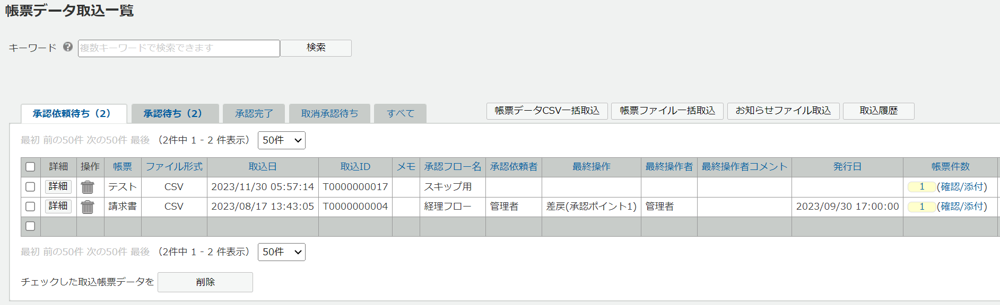 帳票データ取込一覧
キーワード ? 複数キーワードで検索できます 検索
承認依頼待ち（2） 承認待ち（2） 承認完了 取消承認待ち すべて 帳票データCSV一括取込 帳票ファイル一括取込 お知らせファイル取込 取込履歴
最初 前の50件 次の50件 最後 （2件中 1 - 2 件表示） 50件
詳細 操作 帳票 ファイル形式 取込日 取込ID メモ 承認フロー名 承認依頼者 最終操作 最終操作者 最終操作者コメント 発行日 帳票件数
詳細 テスト CSV 2023/11/30 05:57:14 T0000000017 スキップ用 1 (確認/添付)
詳細 請求書 CSV 2023/08/17 13:43:05 T0000000004 経理フロー 管理者 差戻(承認ポイント1) 管理者 2023/09/30 17:00:00 1 (確認/添付)
最初 前の50件 次の50件 最後 （2件中 1 - 2 件表示） 50件
チェックした取込帳票データを 削除